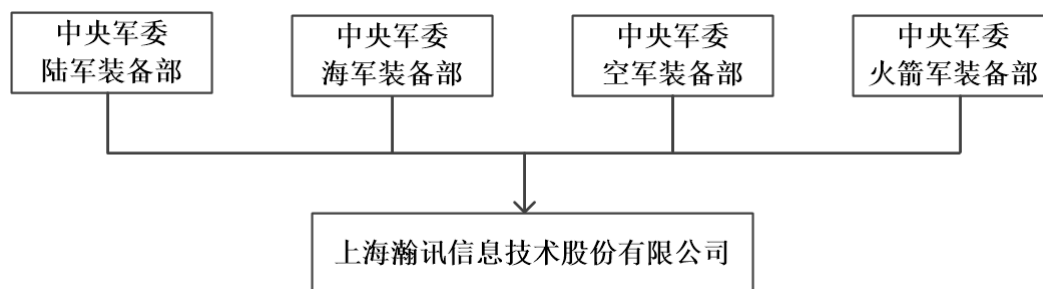 中央军委
陆军装备部
中央军委
海军装备部
中央军委
空军装备部
中央军委
火箭军装备部
上海瀚讯信息技术股份有限公司